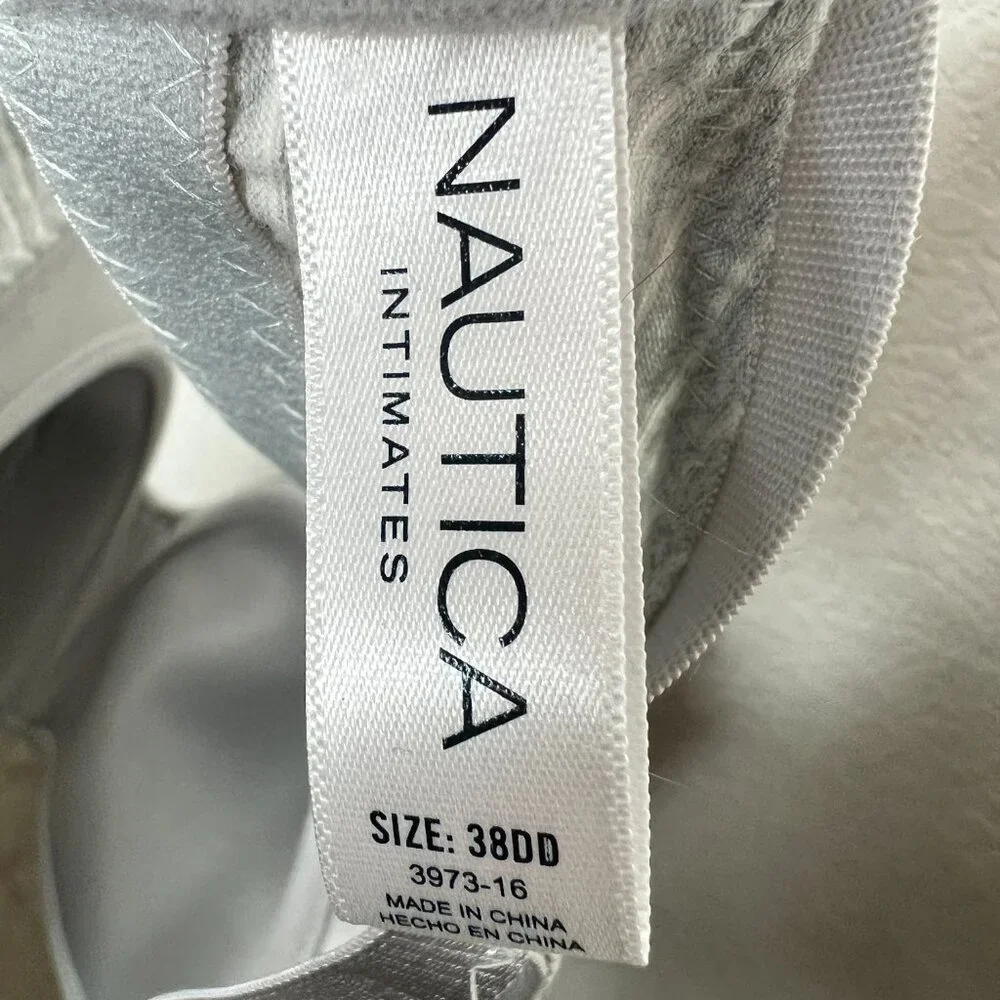 NAUTICA
INTIMATES
SIZE: 38DD
3973-16
MADE IN CHINA
HECHO EN CHINA